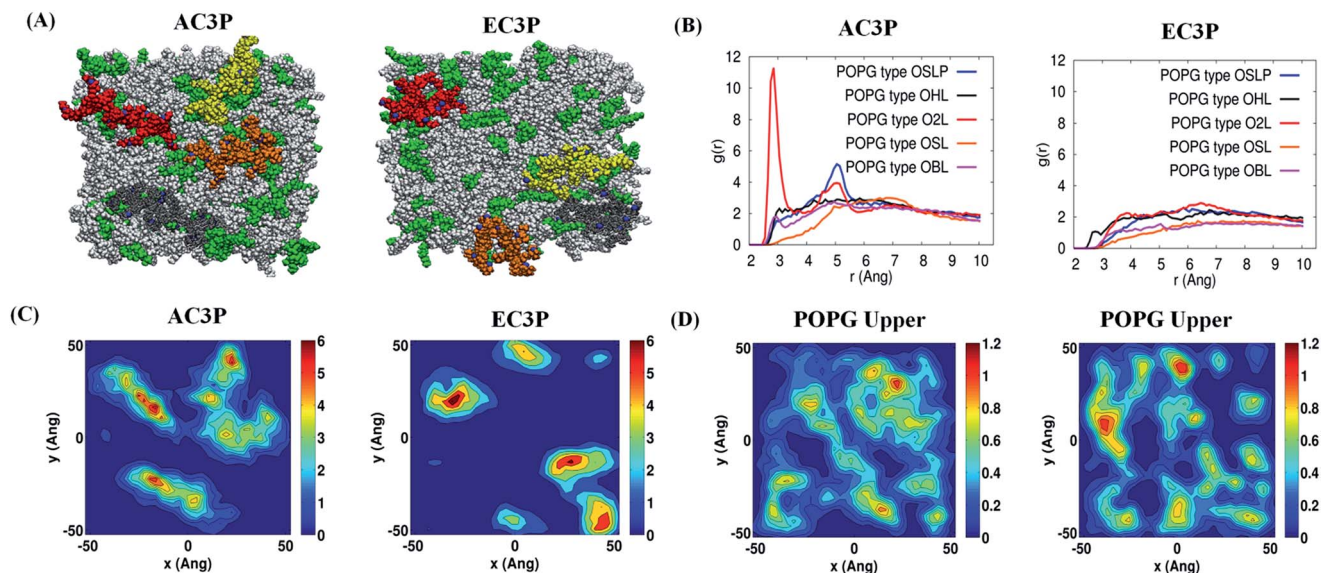 (A)
AC3P
EC3P
(B)
AC3P
12
10
8
6
4
2
0
g(r)
POPG type OSLP
POPG type OHL
POPG type O2L
POPG type OSL
POPG type OBL
2 3 4 5 6 7 8 9 10
r (Ang)
EC3P
12
10
8
6
4
2
0
g(r)
POPG type OSLP
POPG type OHL
POPG type O2L
POPG type OSL
POPG type OBL
2 3 4 5 6 7 8 9 10
r (Ang)
(C)
AC3P
50
0
-50
y (Ang)
-50 0 50
x (Ang)
6
5
4
3
2
1
0
EC3P
50
0
-50
y (Ang)
-50 0 50
x (Ang)
6
5
4
3
2
1
0
(D)
POPG Upper
50
0
-50
y (Ang)
-50 0 50
x (Ang)
1.2
1
0.8
0.6
0.4
0.2
0
POPG Upper
50
0
-50
y (Ang)
-50 0 50
x (Ang)
1.2
1
0.8
0.6
0.4
0.2
0